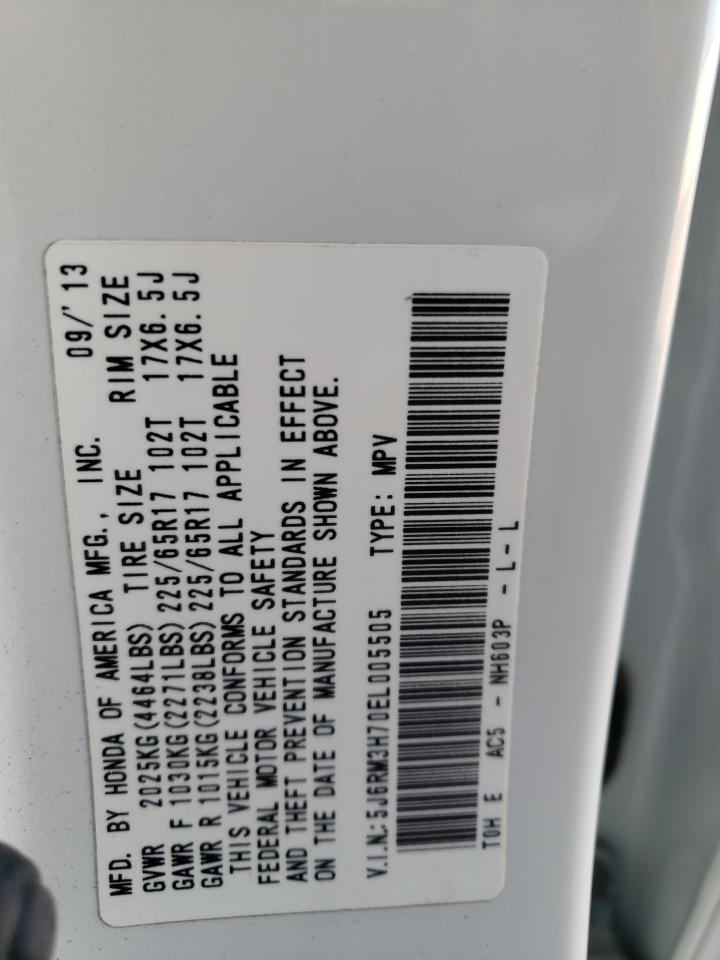 MFD. BY HONDA OF AMERICA MFG., INC. 09/'13
GVWR 2025KG(4464LBS) TIRE SIZE RIM SIZE
GAWR F 1030KG(2271LBS) 225/65R17 102T 17X6.5J
GAWR R 1015KG(2238LBS) 225/65R17 102T 17X6.5J
THIS VEHICLE CONFORMS TO ALL APPLICABLE
FEDERAL MOTOR VEHICLE SAFETY
AND THEFT PREVENTION STANDARDS IN EFFECT
ON THE DATE OF MANUFACTURE SHOWN ABOVE.
V.I.N.: 5J6RM3H70EL005505 TYPE: MPV
T0H E AC5 - NH603P - L - L